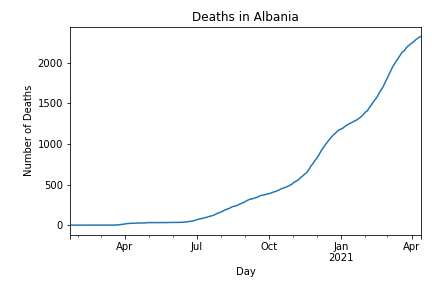 Deaths in Albania
Number of Deaths
2000
1500
1000
500
0
Apr Jul Oct Jan Apr
2021
Day